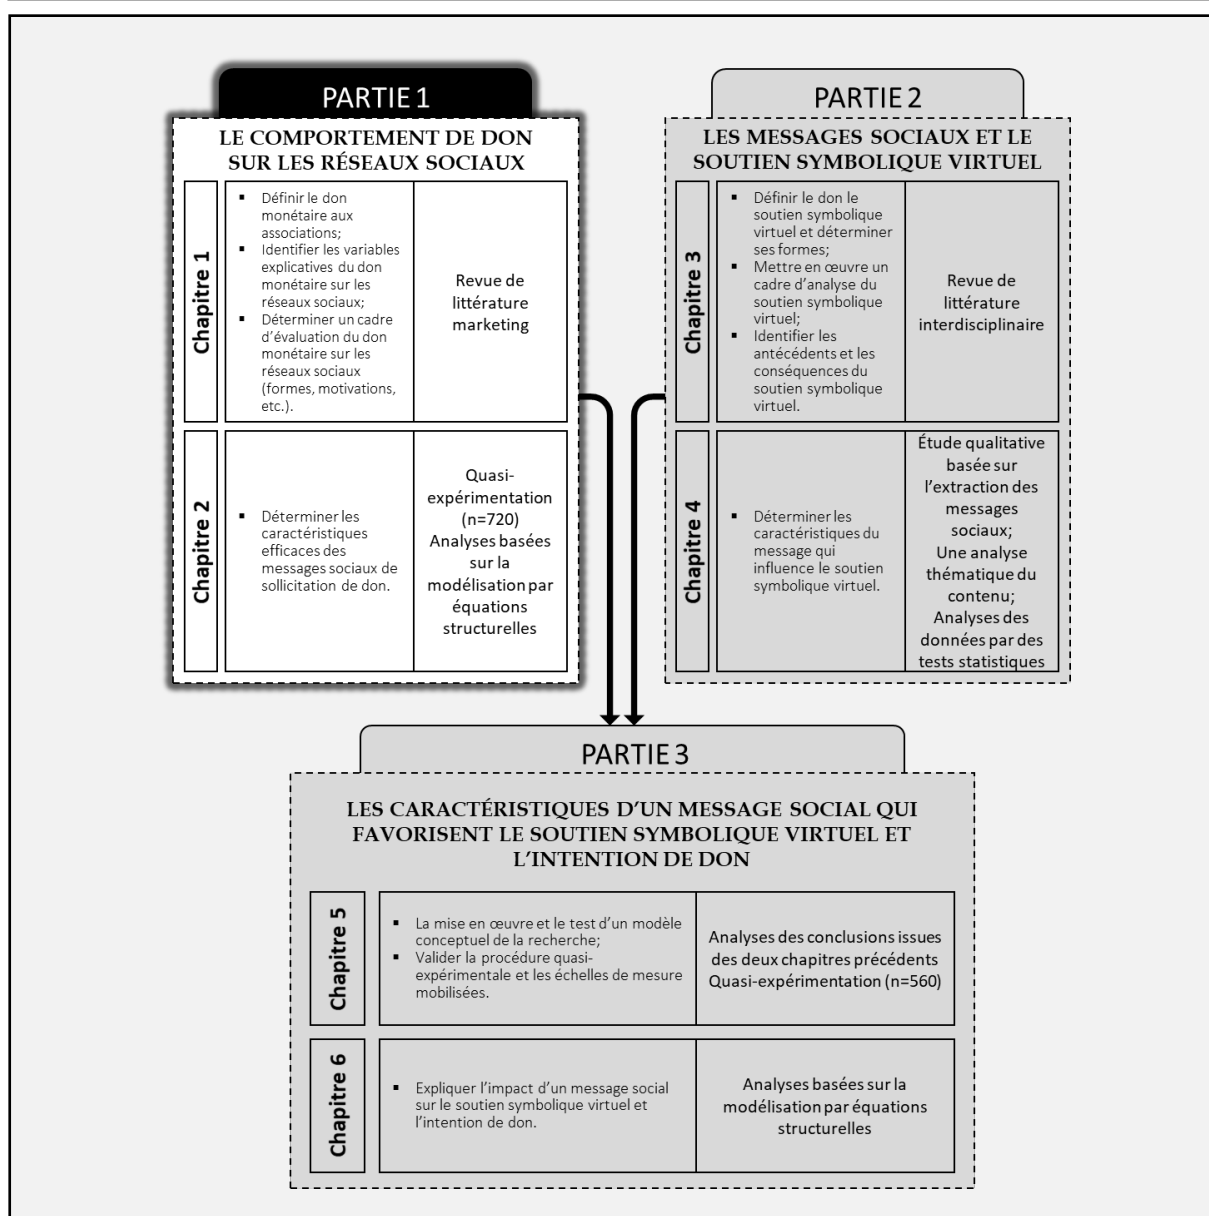 PARTIE 1
LE COMPORTEMENT DE DON
SUR LES RÉSEAUX SOCIAUX
Chapitre 1
▪ Définir le don
monétaire aux
associations;
▪ Identifier les variables
explicatives du don
monétaire sur les
réseaux sociaux;
▪ Déterminer un cadre
d'évaluation du don
monétaire sur les
réseaux sociaux
(formes, motivations,
etc.).
Revue de
littérature
marketing
Chapitre 2
▪ Déterminer les
caractéristiques
efficaces des
messages sociaux de
sollicitation de don.
Quasi-
expérimentation
(n=720)
Analyses basées
sur la
modélisation par
équations
structurelles
PARTIE 2
LES MESSAGES SOCIAUX ET LE
SOUTIEN SYMBOLIQUE VIRTUEL
Chapitre 3
▪ Définir le don le
soutien symbolique
virtuel et déterminer
ses formes;
▪ Mettre en œuvre un
cadre d'analyse du
soutien symbolique
virtuel;
▪ Identifier les
antécédents et les
conséquences du
soutien symbolique
virtuel.
Revue de
littérature
interdisciplinaire
Chapitre 4
▪ Déterminer les
caractéristiques du
message qui
influence le soutien
symbolique virtuel.
Étude qualitative
basée sur
l'extraction des
messages
sociaux;
Une analyse
thématique du
contenu;
Analyses des
données par des
tests statistiques
PARTIE 3
LES CARACTÉRISTIQUES D'UN MESSAGE SOCIAL QUI
FAVORISENT LE SOUTIEN SYMBOLIQUE VIRTUEL ET
L'INTENTION DE DON
Chapitre 5
▪ La mise en œuvre et le test d'un modèle
conceptuel de la recherche;
▪ Valider la procédure quasi-
expérimentale et les échelles de mesure
mobilisées.
Analyses des conclusions issues
des deux chapitres précédents
Quasi-expérimentation (n=560)
Chapitre 6
▪ Expliquer l'impact d'un message social
sur le soutien symbolique virtuel et
l'intention de don.
Analyses basées sur la
modélisation par équations
structurelles